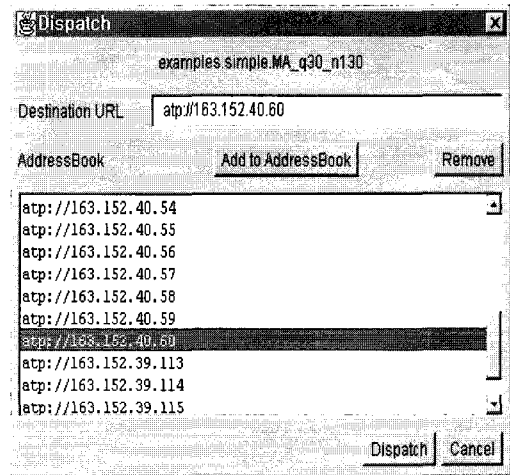 Dispatch
examples.simple.MA_q30_n130
Destination URL atp://163.152.40.60
AddressBook Add to AddressBook Remove
atp://163.152.40.54
atp://163.152.40.55
atp://163.152.40.56
atp://163.152.40.57
atp://163.152.40.58
atp://163.152.40.59
atp://163.152.40.60
atp://163.152.39.113
atp://163.152.39.114
atp://163.152.39.115
Dispatch Cancel